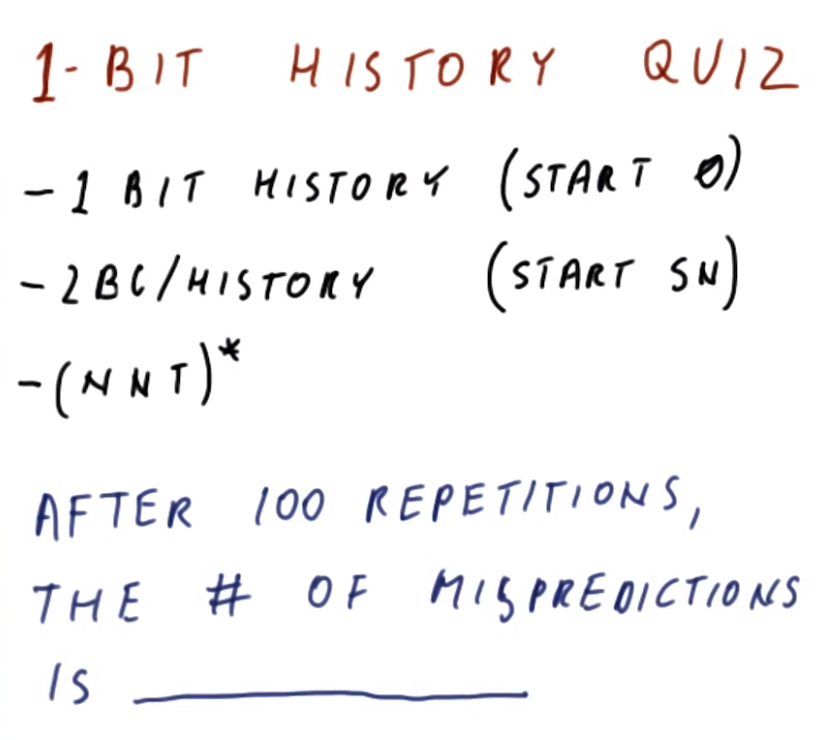 1-BIT HISTORY QUIZ
- 1 BIT HISTORY (START 0)
- 2BC/HISTORY (START SN)
- (NNT)*
AFTER 100 REPETITIONS,
THE # OF MISPREDICTIONS
IS